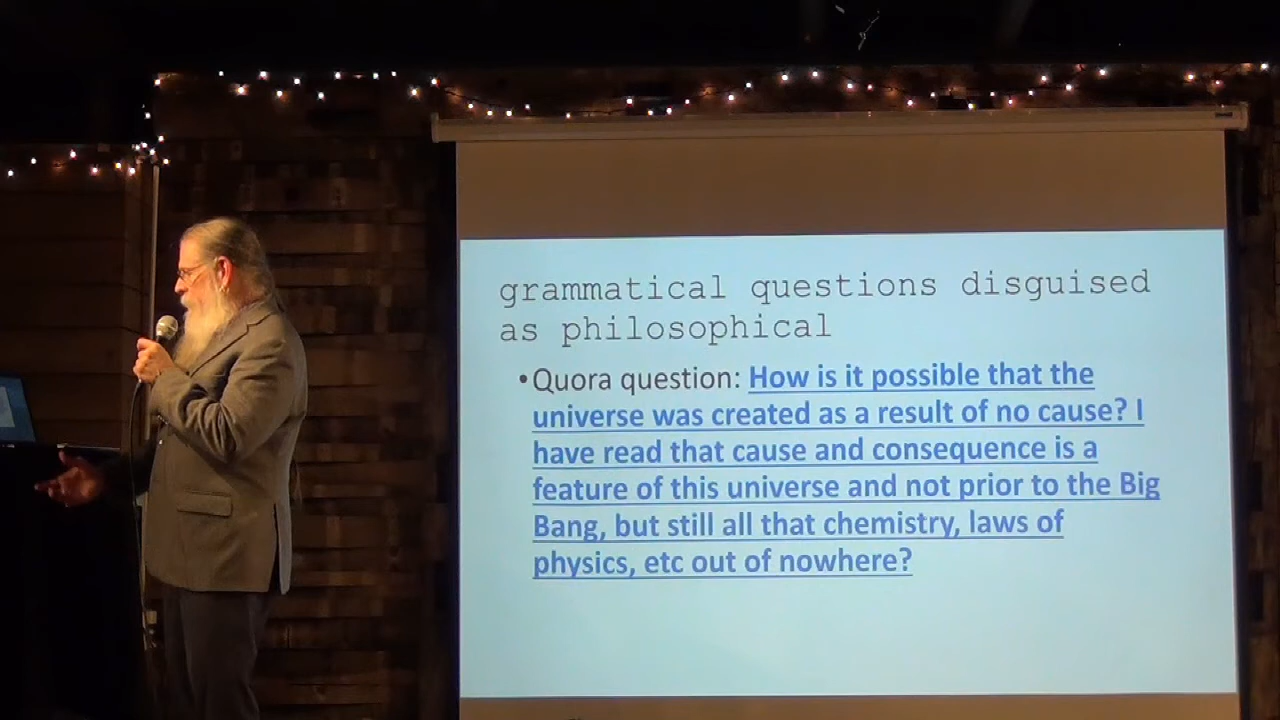 grammatical questions disguised
as philosophical
•Quora question: How is it possible that the
universe was created as a result of no cause? I
have read that cause and consequence is a
feature of this universe and not prior to the Big
Bang, but still all that chemistry, laws of
physics, etc out of nowhere?